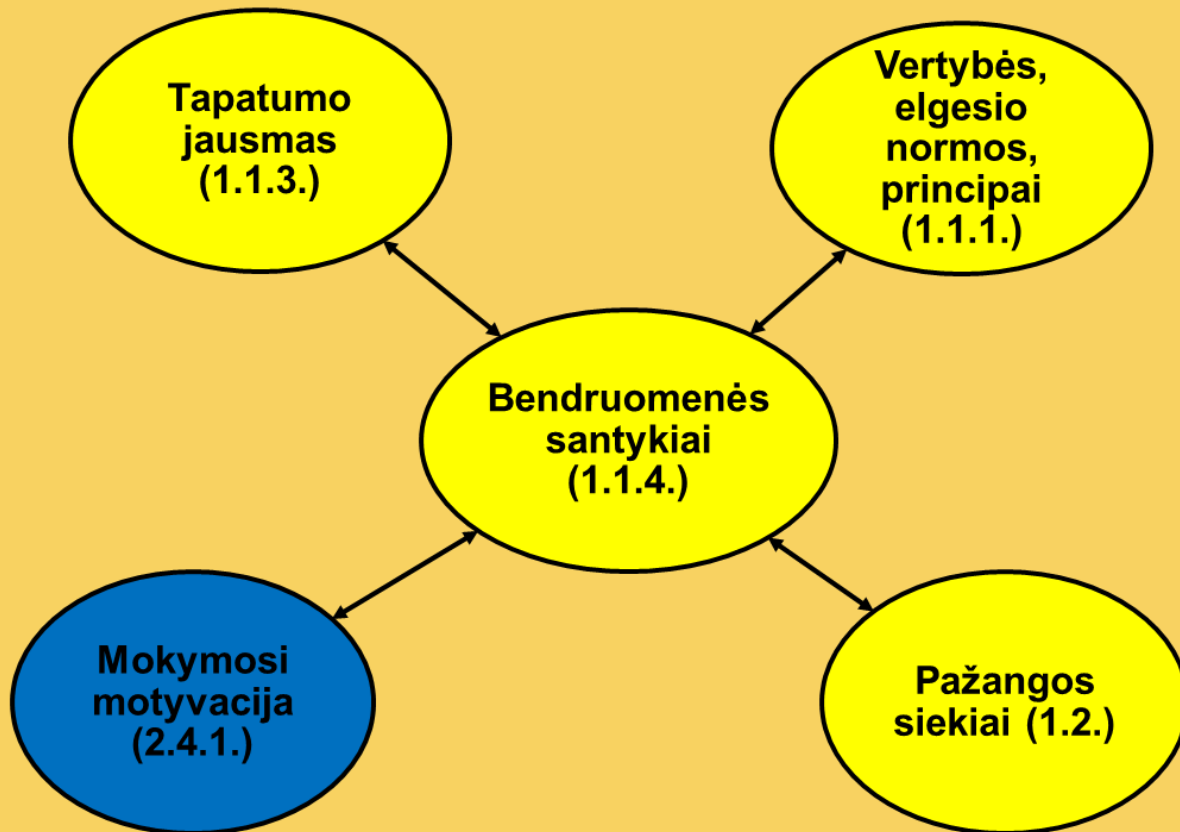 Tapatumo
jausmas
(1.1.3.)
Vertybės,
elgesio
normos,
principai
(1.1.1.)
Bendruomenės
santykiai
(1.1.4.)
Mokymosi
motyvacija
(2.4.1.)
Pažangos
siekiai (1.2.)